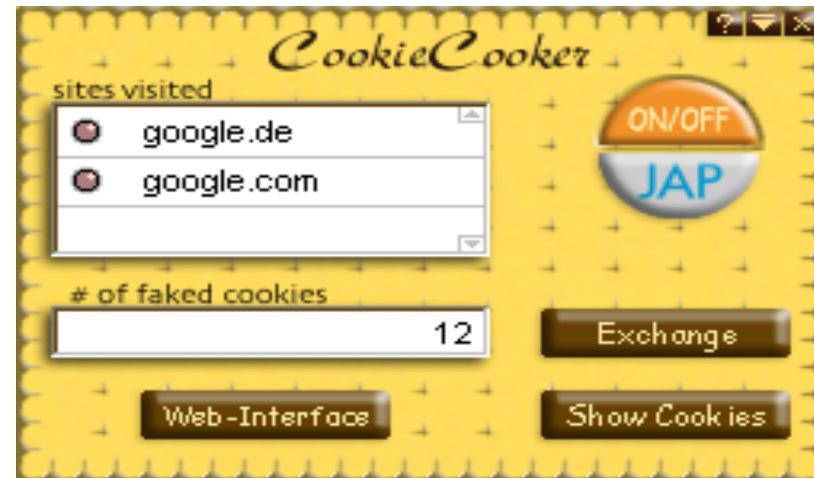 ?
CookieCooker
sites visited
google.de
google.com
ON/OFF
JAP
# of faked cookies
12
Exchange
Web-Interface
Show Cookies